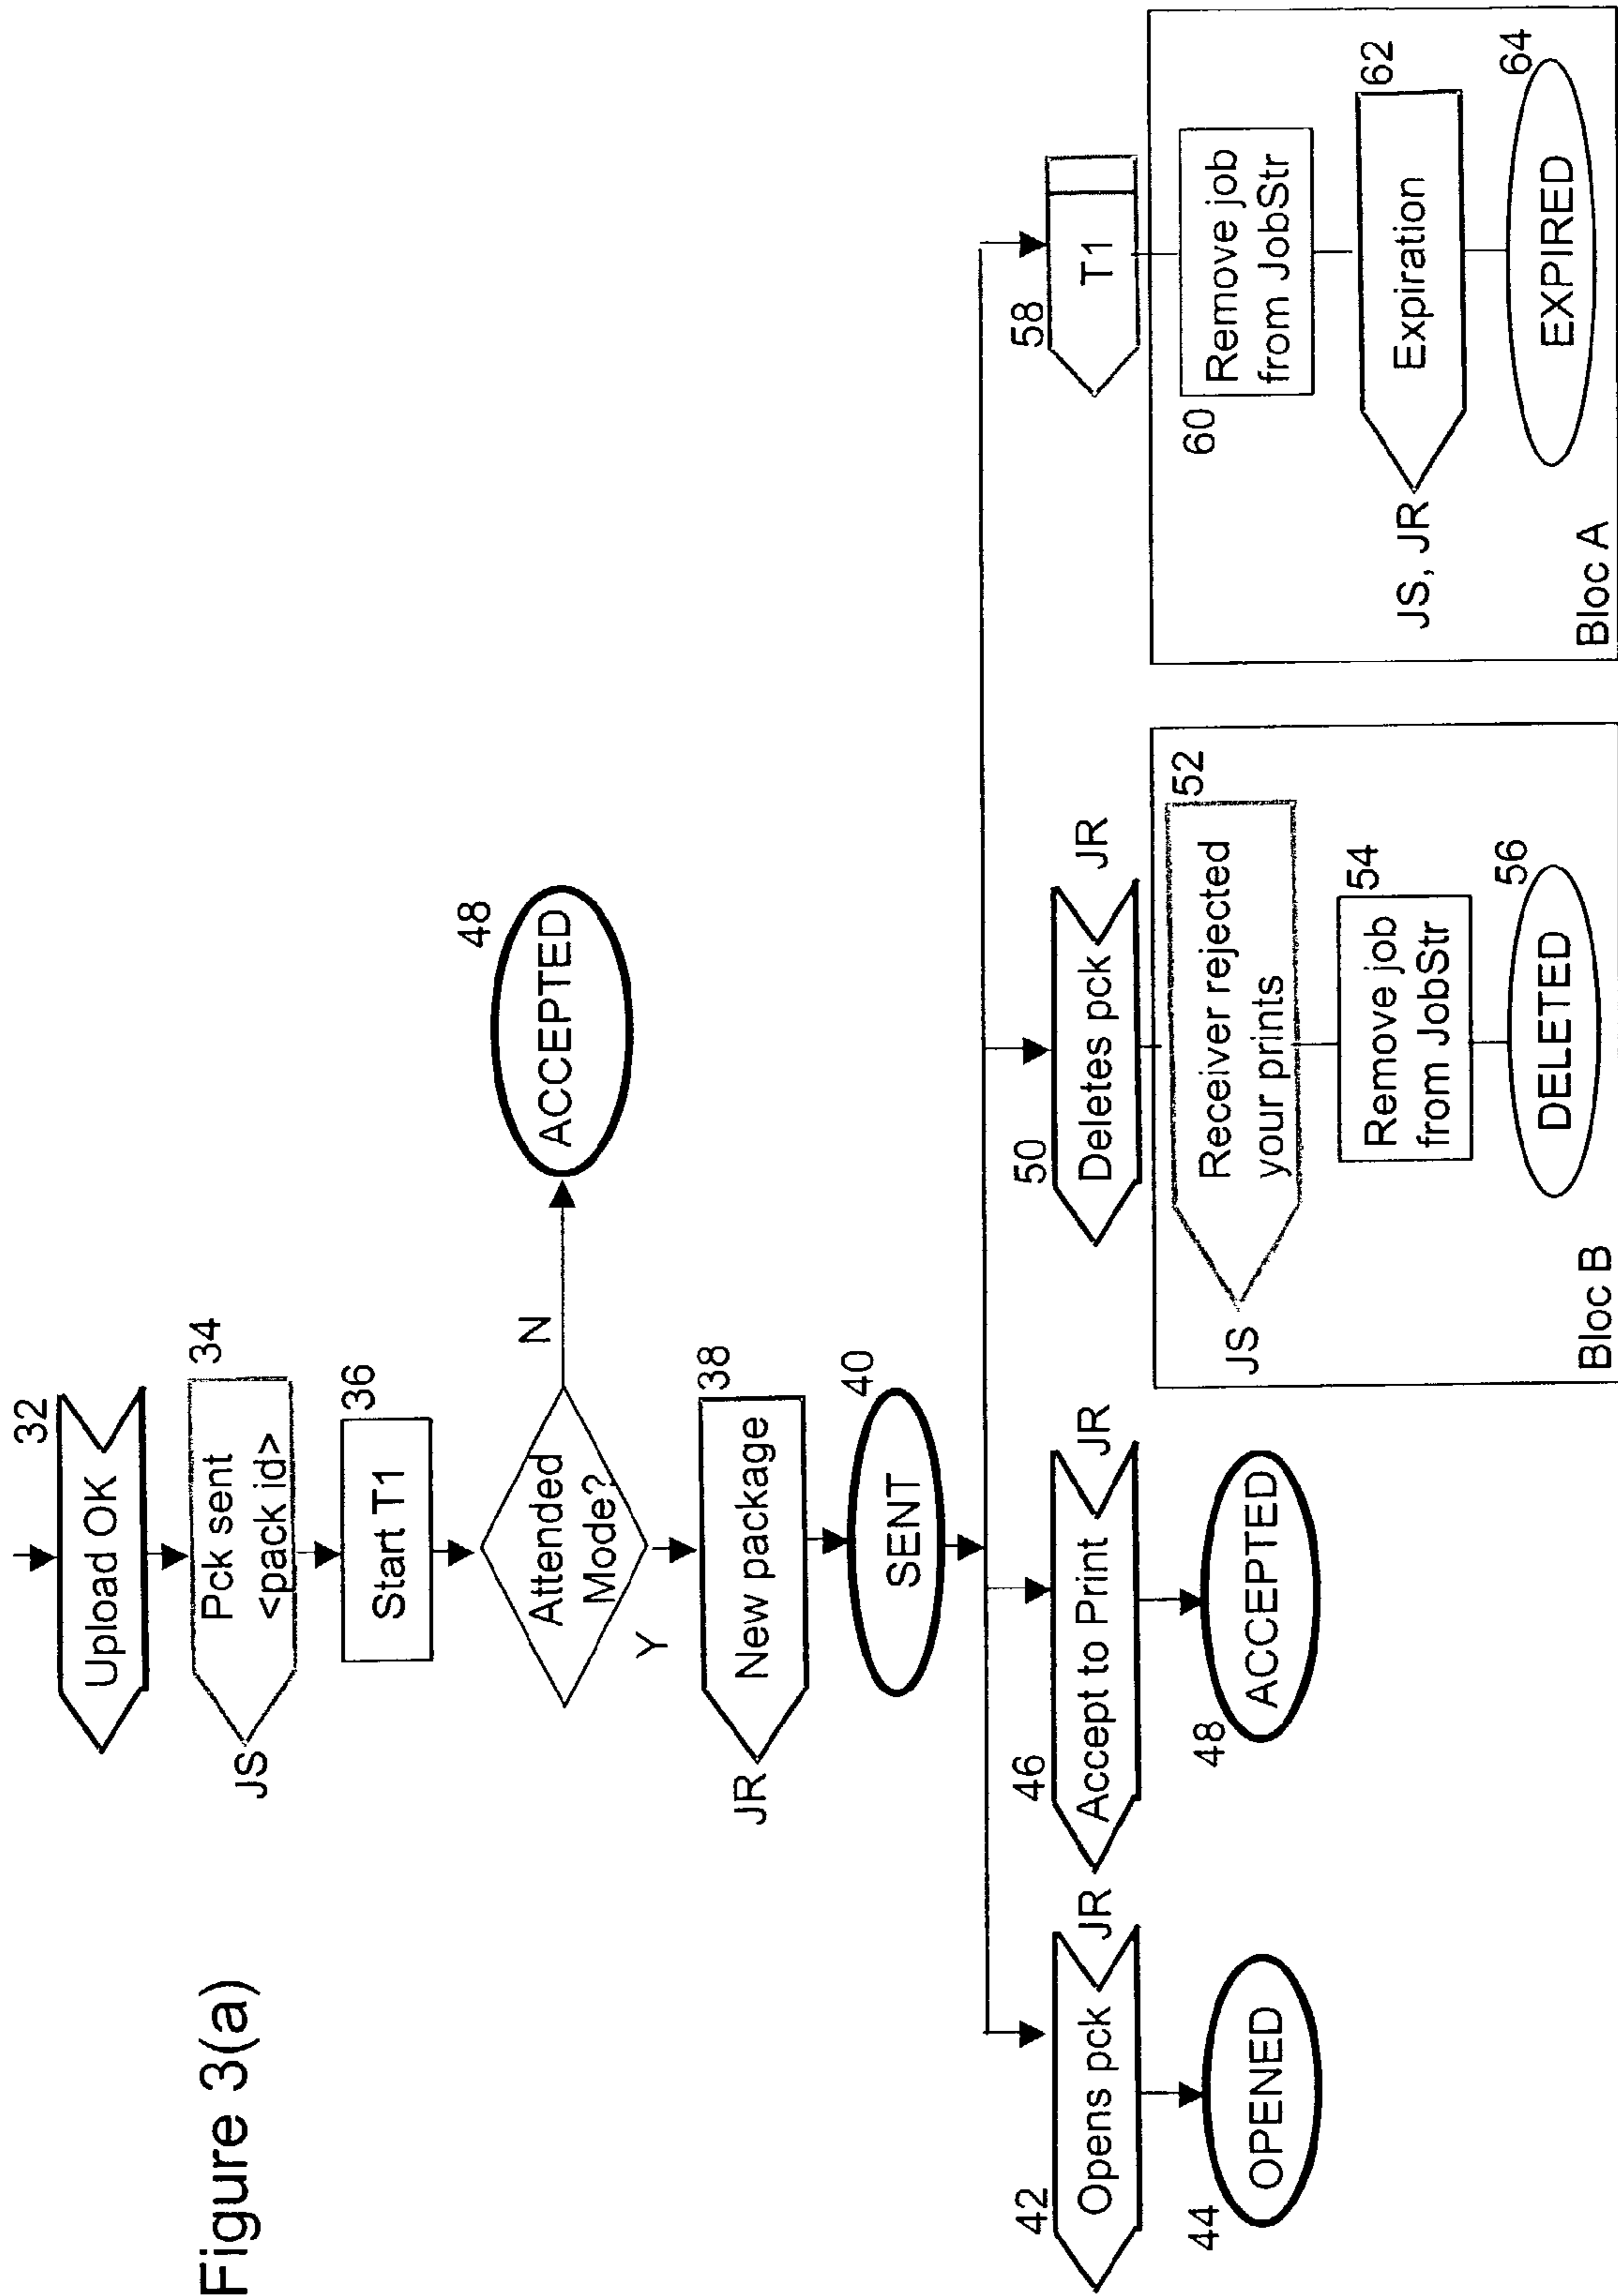 Figure 3(a)
32
Upload OK
34
Pck sent
<pack id>
JS
36
Start T1
Attended
Mode?
N
48
ACCEPTED
Y
38
New package
JR
40
SENT
42
Opens pck
JR
44
OPENED
46
Accept to Print
JR
48
ACCEPTED
50
Deletes pck
JR
52
Receiver rejected
your prints
JS
54
Remove job
from JobStr
56
DELETED
Bloc B
58
T1
60
Remove job
from JobStr
62
Expiration
JS, JR
64
EXPIRED
Bloc A